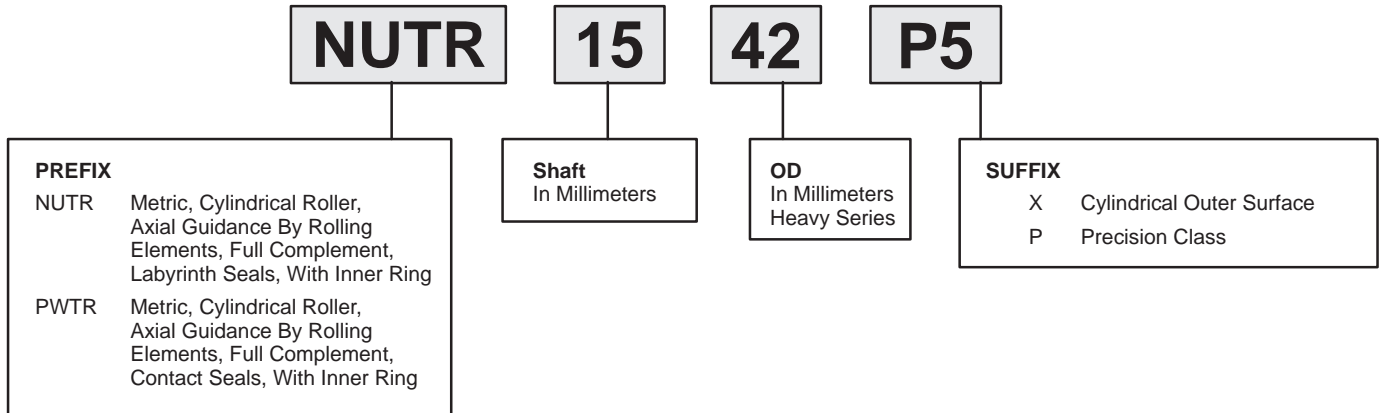 NUTR 15 42 P5
PREFIX
NUTR Metric, Cylindrical Roller,
Axial Guidance By Rolling
Elements, Full Complement,
Labyrinth Seals, With Inner Ring
PWTR Metric, Cylindrical Roller,
Axial Guidance By Rolling
Elements, Full Complement,
Contact Seals, With Inner Ring
Shaft
In Millimeters
OD
In Millimeters
Heavy Series
SUFFIX
X Cylindrical Outer Surface
P Precision Class